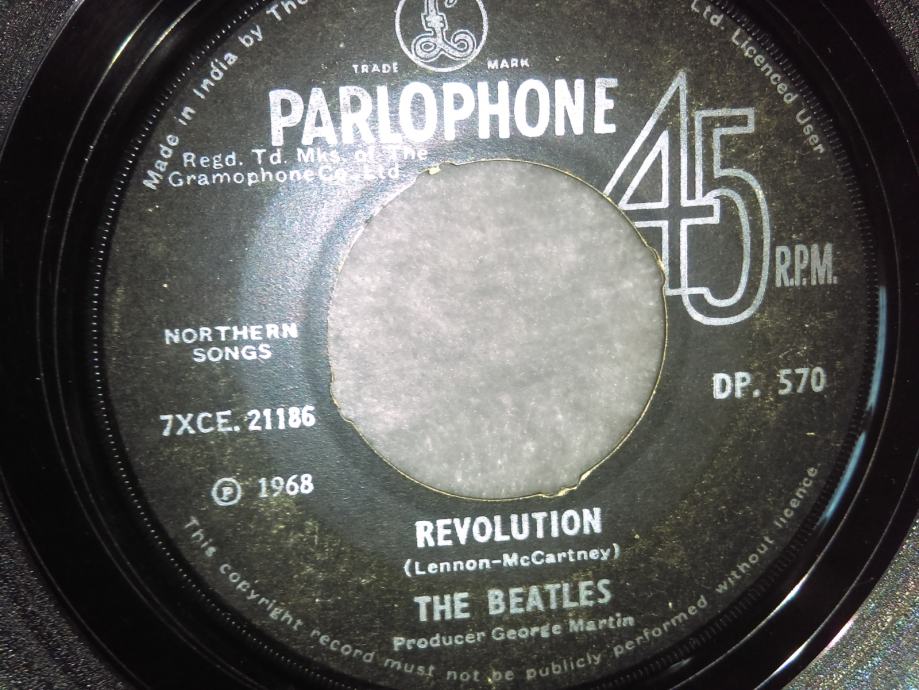 Made in India by The
Ltd. Licenced User
£
TRADE MARK
PARLOPHONE
Regd. Td. Mks. of The
Gramophone Co., Ltd
45
R.P.M.
NORTHERN
SONGS
7XCE. 21186
DP. 570
℗ 1968
REVOLUTION
(Lennon-McCartney)
THE BEATLES
Producer George Martin
This copyright record must not be publicly performed without licence